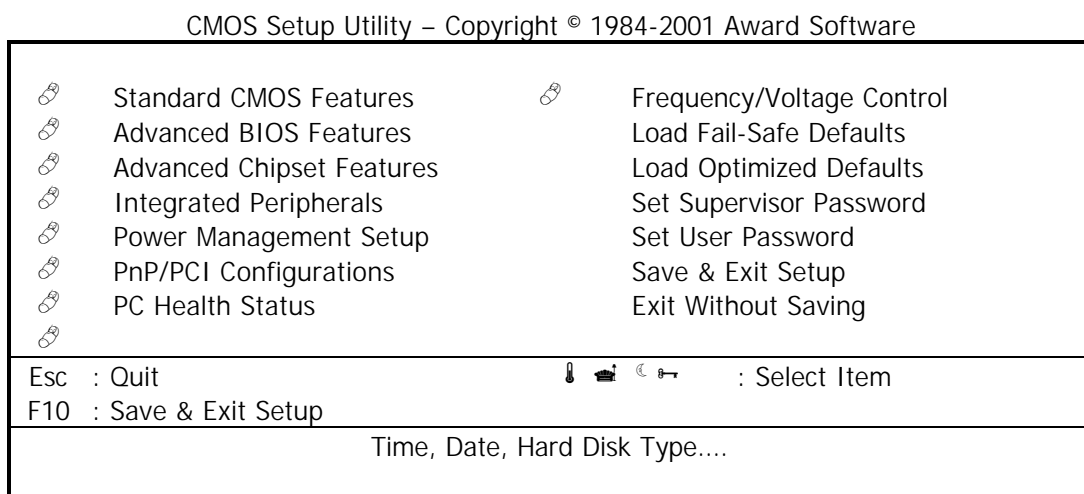 CMOS Setup Utility – Copyright © 1984-2001 Award Software
Standard CMOS Features
Advanced BIOS Features
Advanced Chipset Features
Integrated Peripherals
Power Management Setup
PnP/PCI Configurations
PC Health Status
Frequency/Voltage Control
Load Fail-Safe Defaults
Load Optimized Defaults
Set Supervisor Password
Set User Password
Save & Exit Setup
Exit Without Saving
Esc : Quit
: Select Item
F10 : Save & Exit Setup
Time, Date, Hard Disk Type....